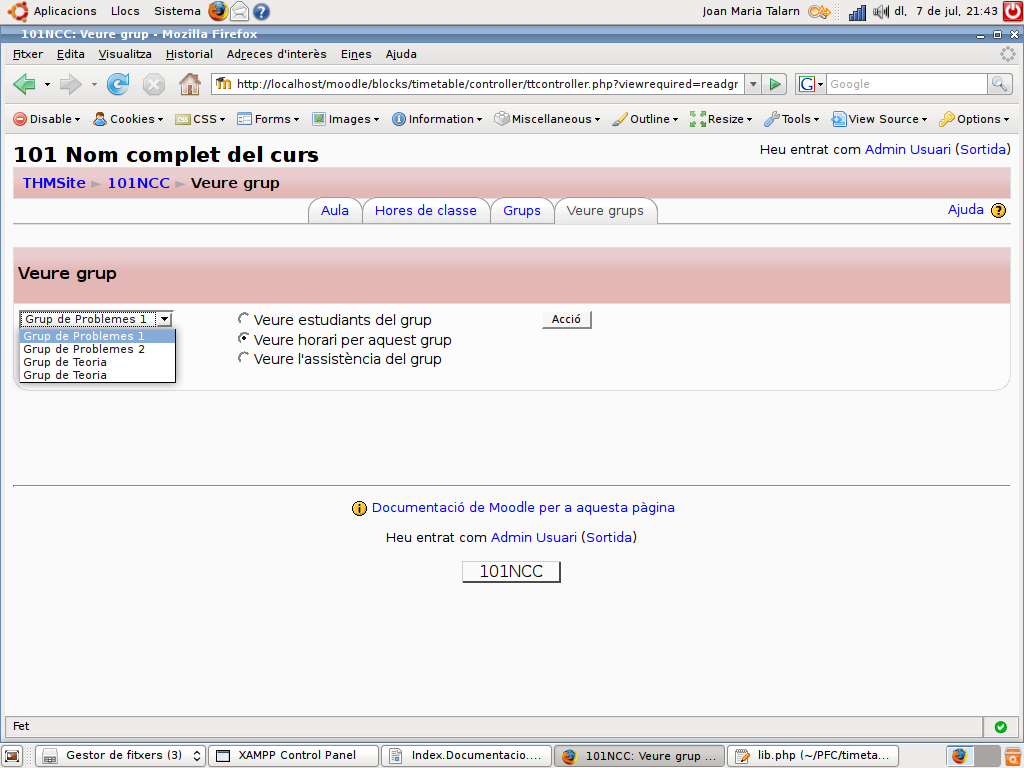 Aplicacions Llocs Sistema Joan Maria Talarn dl, 7 de jul, 21:43
101NCC: Veure grup - Mozilla Firefox
Fitxer Edita Visualitza Historial Adreces d'interès Eines Ajuda
http://localhost/moodle/blocks/timetable/controller/ttcontroller.php?viewrequired=readgr G Google
Disable Cookies CSS Forms Images Information Miscellaneous Outline Resize Tools View Source Options
101 Nom complet del curs
Heu entrat com Admin Usuari (Sortida)
THMSite ► 101NCC ► Veure grup
Aula Hores de classe Grups Veure grups Ajuda
Veure grup
Grup de Problemes 1
Grup de Problemes 1
Grup de Problemes 2
Grup de Teoria
Grup de Teoria
Veure estudiants del grup
Veure horari per aquest grup
Veure l'assistència del grup
Acció
Documentació de Moodle per a aquesta pàgina
Heu entrat com Admin Usuari (Sortida)
101NCC
Fet
Gestor de fitxers (3) XAMPP Control Panel Index.Documentacio.... 101NCC: Veure grup ... lib.php (~/PFC/timeta...